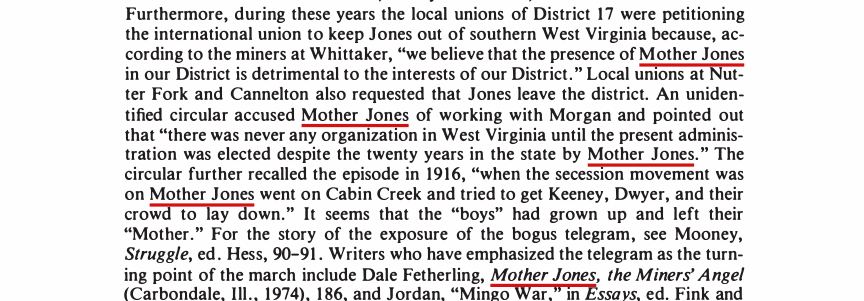 Furthermore, during these years the local unions of District 17 were petitioning
the international union to keep Jones out of southern West Virginia because, ac-
cording to the miners at Whittaker, “we believe that the presence of Mother Jones
in our District is detrimental to the interests of our District.” Local unions at Nut-
ter Fork and Cannelton also requested that Jones leave the district. An uniden-
tified circular accused Mother Jones of working with Morgan and pointed out
that “there was never any organization in West Virginia until the present adminis-
tration was elected despite the twenty years in the state by Mother Jones.” The
circular further recalled the episode in 1916, “when the secession movement was
on Mother Jones went on Cabin Creek and tried to get Keeney, Dwyer, and their
crowd to lay down.” It seems that the “boys” had grown up and left their
“Mother.” For the story of the exposure of the bogus telegram, see Mooney,
Struggle, ed. Hess, 90–91. Writers who have emphasized the telegram as the turn-
ing point of the march include Dale Fetherling, Mother Jones, the Miners’ Angel
(Carbondale, Ill., 1974), 186, and Jordan, “Mingo War,” in Essays, ed. Fink and